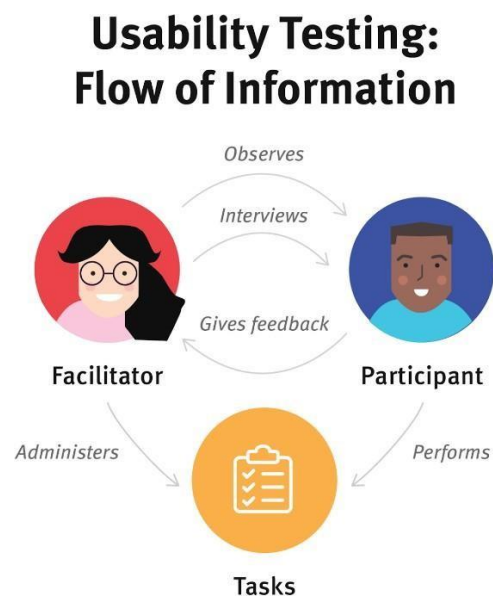 Usability Testing:
Flow of Information
Observes
Interviews
Gives feedback
Facilitator
Participant
Administers
Performs
Tasks